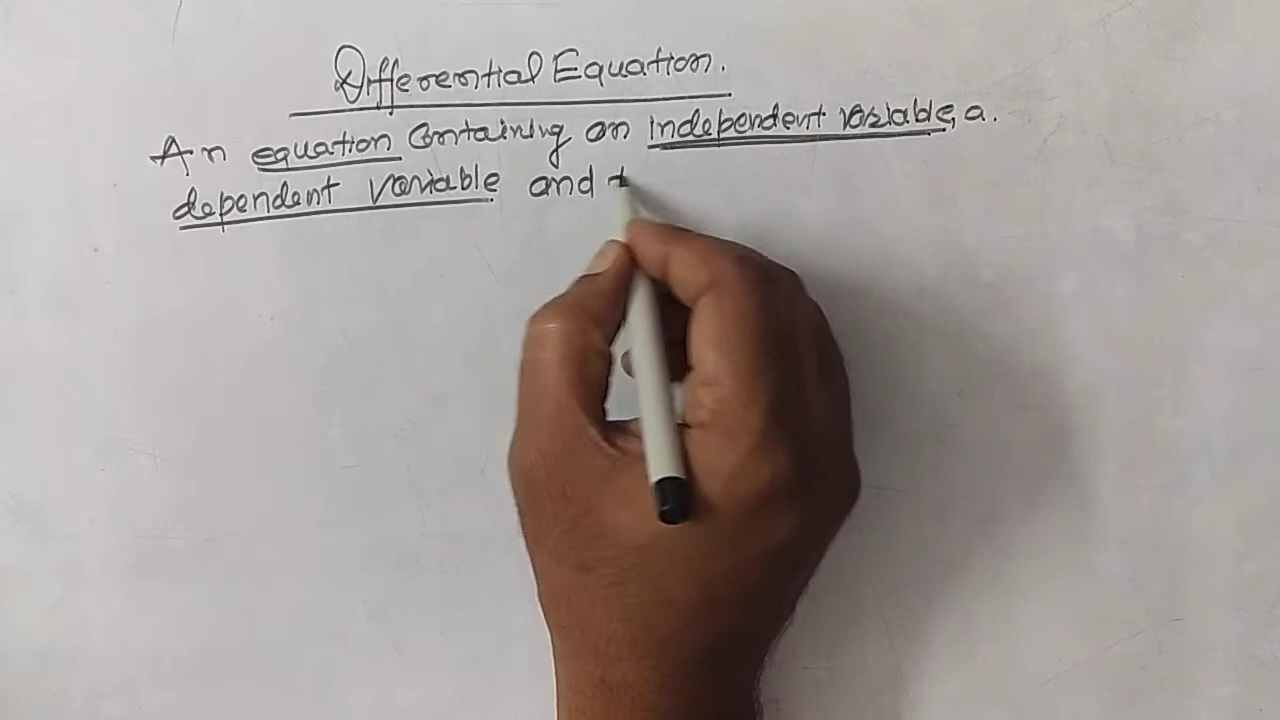 Differential Equation.
An equation containing an independent variable, a.
dependent variable and t